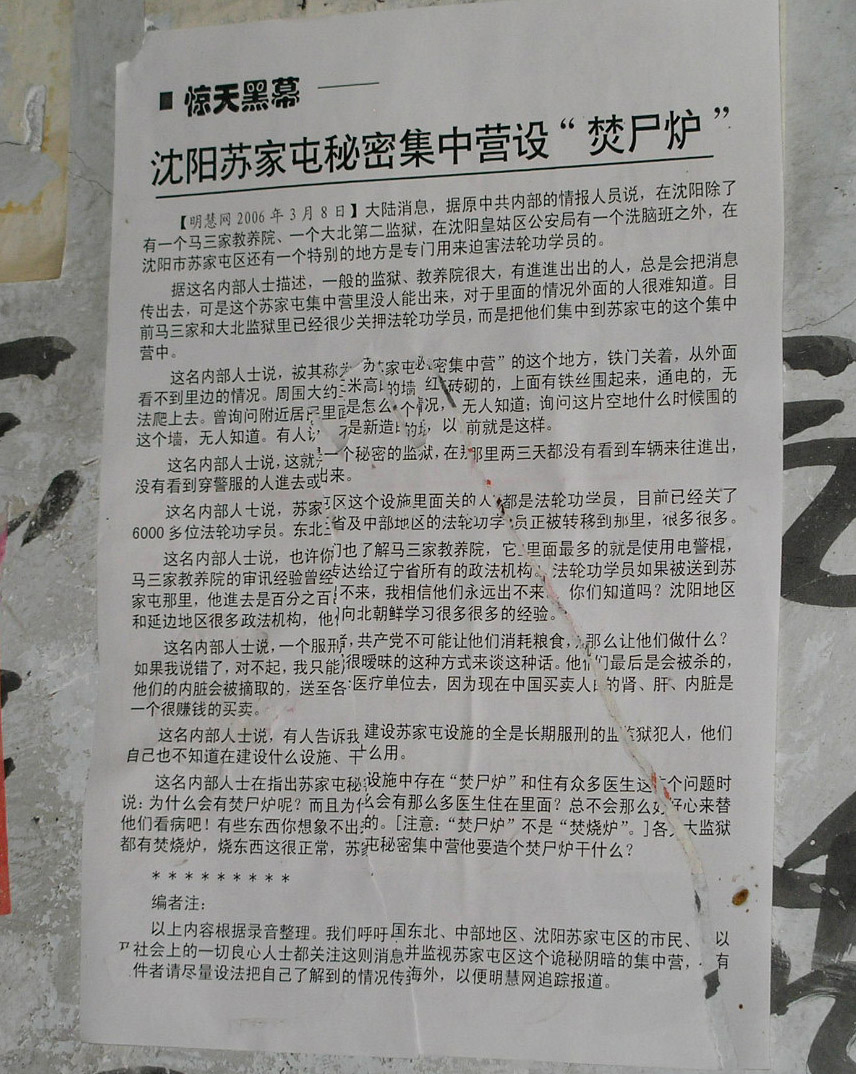 惊天黑幕——
沈阳苏家屯秘密集中营设“焚尸炉”
【明慧网2006年3月8日】大陆消息，据原中共内部的情报人员说，在沈阳除了
有一个马三家教养院、一个大北第二监狱，在沈阳皇姑区公安局有一个洗脑班之外，在
沈阳市苏家屯区还有一个特别的地方是专门用来迫害法轮功学员的。
据这名内部人士描述，一般的监狱、教养院很大，有進進出出的人，总是会把消息
传出去，可是这个苏家屯集中营里没人能出来，对于里面的情况外面的人很难知道。目
前马三家和大北监狱里已经很少关押法轮功学员，而是把他们集中到苏家屯的这个集中
营中。
这名内部人士说，被其称为“苏家屯秘密集中营”的这个地方，铁门关着，从外面
看不到里边的情况。周围大约三米高的墙 红砖砌的，上面有铁丝围起来，通电的，无
法爬上去。曾询问附近居民里面是怎么个情况，无人知道；询问这片空地什么时候围的
这个墙，无人知道。有人说 不是新造的墙，以前就是这样。
这名内部人士说，这就是一个秘密的监狱，在那里两三天都没有看到车辆来往進出，
没有看到穿警服的人進去或出来。
这名内部人士说，苏家屯区这个设施里面关的人都是法轮功学员，目前已经关了
6000多位法轮功学员。东北三省及中部地区的法轮功学员正被转移到那里，很多很多。
这名内部人士说，也许你们也了解马三家教养院，它里面最多的就是使用电警棍，
马三家教养院的审讯经验曾经传达给辽宁省所有的政法机构。法轮功学员如果被送到苏
家屯那里，他進去是百分之百出不来，我相信他们永远出不来。你们知道吗？沈阳地区
和延边地区很多政法机构，他们向北朝鲜学习很多很多的经验。
这名内部人士说，一个服刑者，共产党不可能让他们消耗粮食，那么让他们做什么？
如果我说错了，对不起，我只能很暧昧的这种方式来谈这种话。他们最后是会被杀的，
他们的内脏会被摘取的，送至各医疗单位去，因为现在中国买卖人的肾、肝、内脏是
一个很赚钱的买卖。
这名内部人士说，有人告诉我建设苏家屯设施的全是长期服刑的监狱犯人，他们
自己也不知道在建设什么设施、干什么用。
这名内部人士在指出苏家屯秘设施中存在“焚尸炉”和住有众多医生这个问题时
说：为什么会有焚尸炉呢？而且为什么会有那么多医生住在里面？总不会那么好心来替
他们看病吧！有些东西你想象不出来的。[注意：“焚尸炉”不是“焚烧炉”。]各大监狱
都有焚烧炉，烧东西这很正常，苏家屯秘密集中营他要造个焚尸炉干什么？
＊＊＊＊＊＊＊＊＊
编者注：
以上内容根据录音整理。我们呼吁国东北、中部地区、沈阳苏家屯区的市民、以
及社会上的一切良心人士都关注这则消息并监视苏家屯区这个诡秘阴暗的集中营，有
件者请尽量设法把自己了解到的情况传海外，以便明慧网追踪报道。